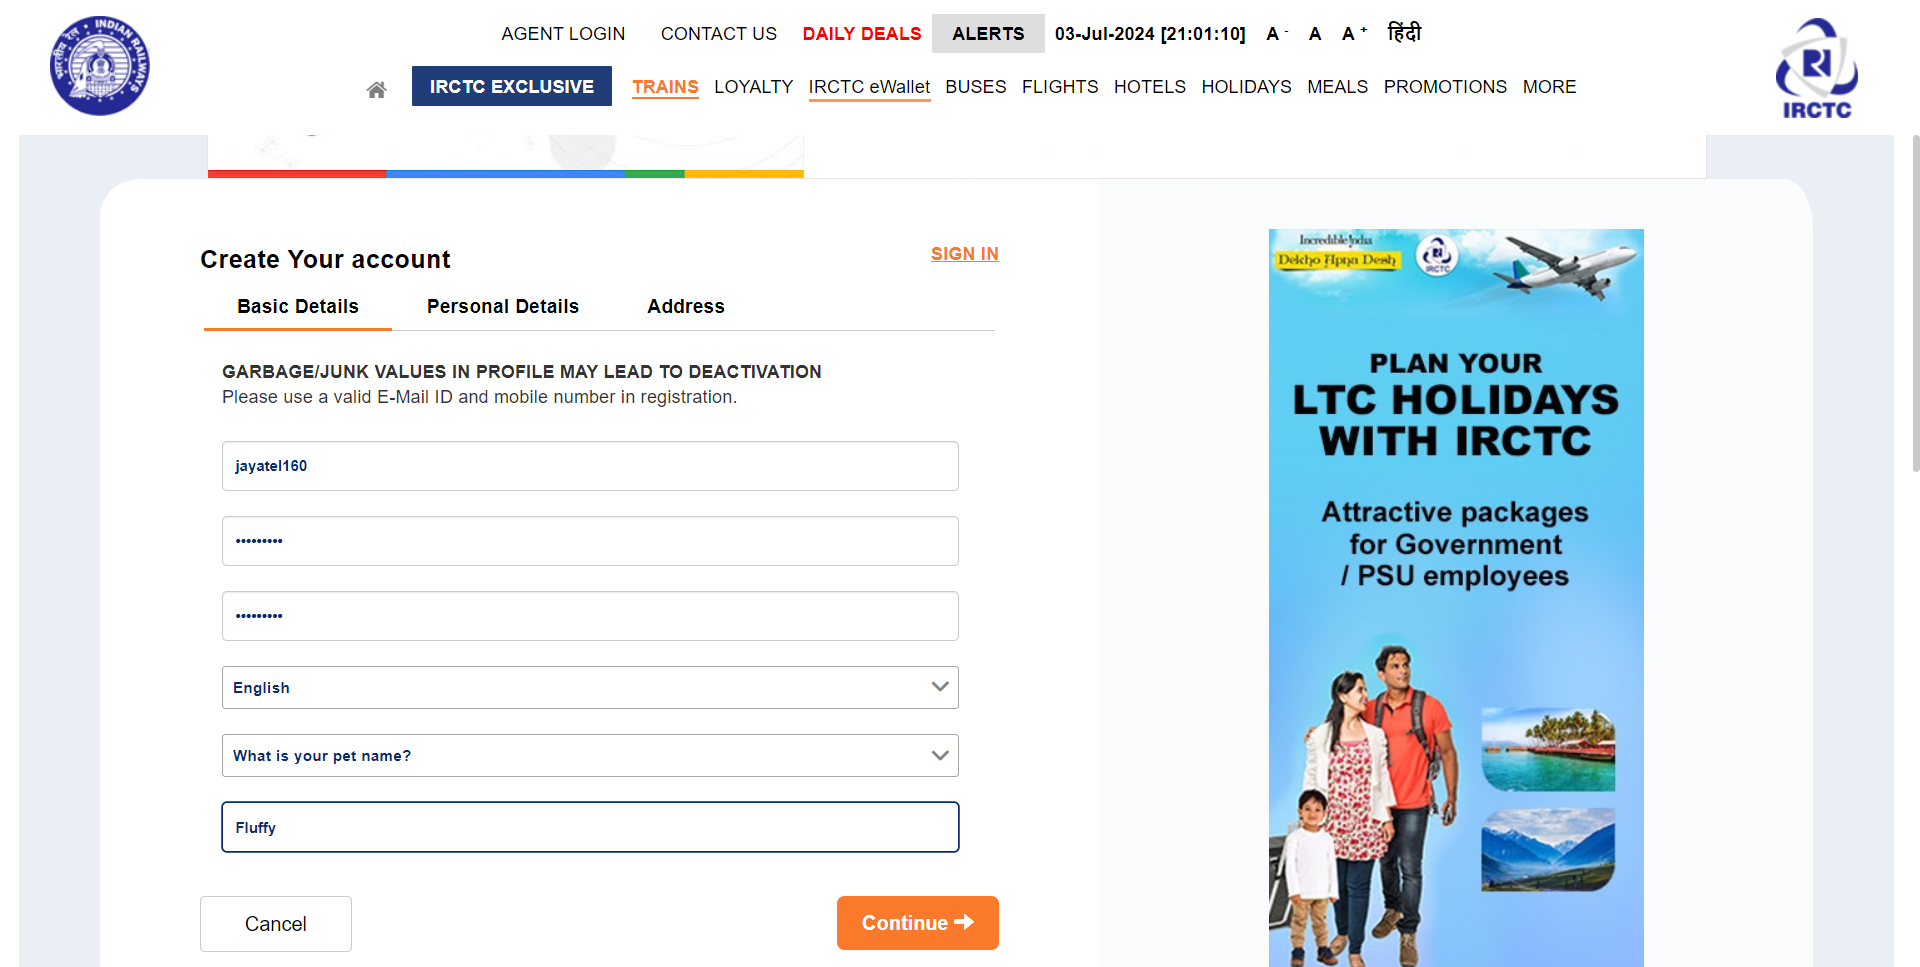 AGENT LOGIN CONTACT US DAILY DEALS ALERTS 03-Jul-2024 [21:01:10] A - A A + हिंदी
IRCTC EXCLUSIVE TRAINS LOYALTY IRCTC eWallet BUSES FLIGHTS HOTELS HOLIDAYS MEALS PROMOTIONS MORE
भारतीय रेल INDIAN RAILWAYS
IRCTC
Create Your account
SIGN IN
Basic Details Personal Details Address
GARBAGE/JUNK VALUES IN PROFILE MAY LEAD TO DEACTIVATION
Please use a valid E-Mail ID and mobile number in registration.
jayatel160
•••••••••
•••••••••
English
What is your pet name?
Fluffy
Cancel
Continue
Incredible India
Dekho Apna Desh
IRCTC
PLAN YOUR
LTC HOLIDAYS
WITH IRCTC
Attractive packages
for Government
/ PSU employees